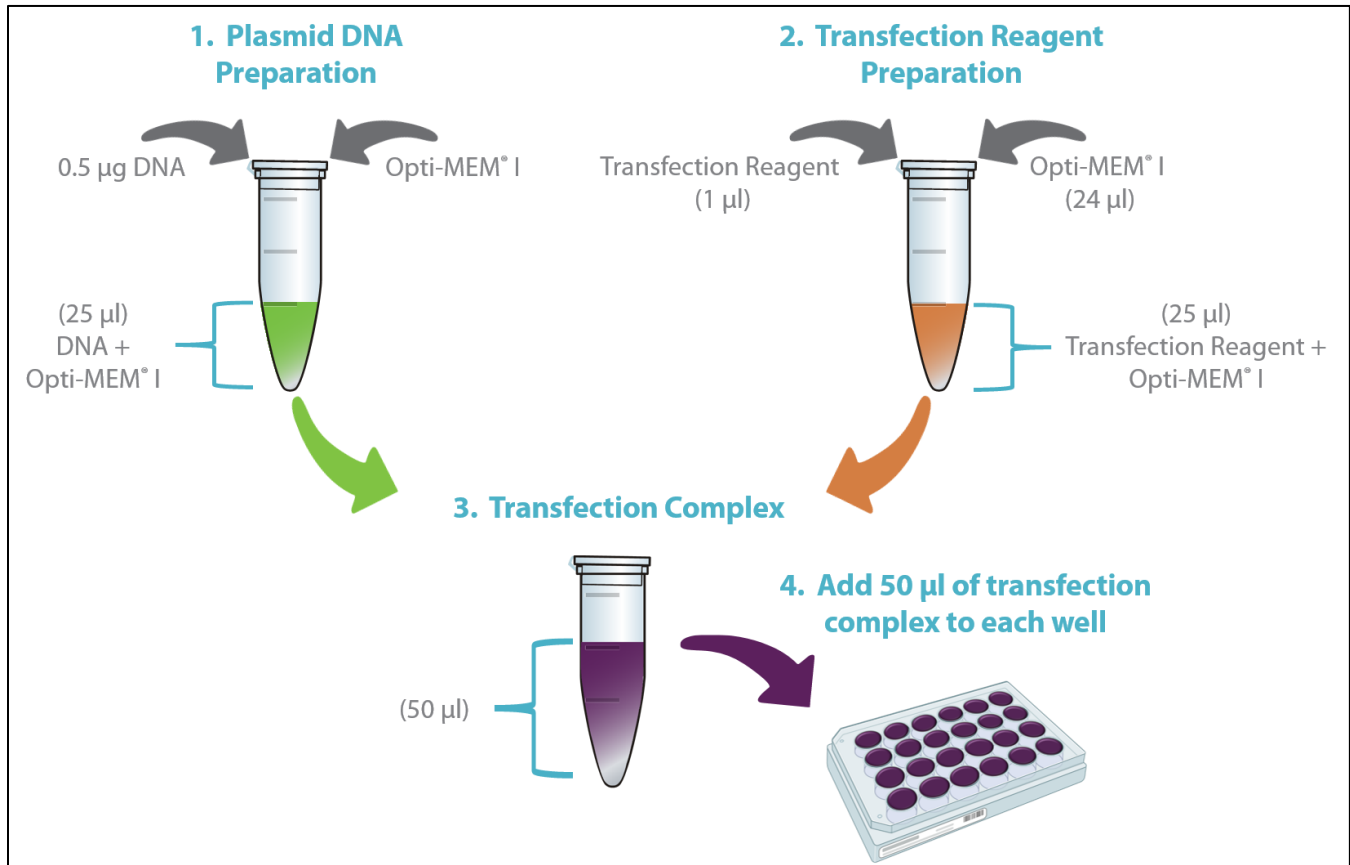 1. Plasmid DNA
Preparation
0.5 µg DNA
Opti-MEM® I
(25 µl)
DNA +
Opti-MEM® I
2. Transfection Reagent
Preparation
Transfection Reagent
(1 µl)
Opti-MEM® I
(24 µl)
(25 µl)
Transfection Reagent +
Opti-MEM® I
3. Transfection Complex
(50 µl)
4. Add 50 µl of transfection
complex to each well